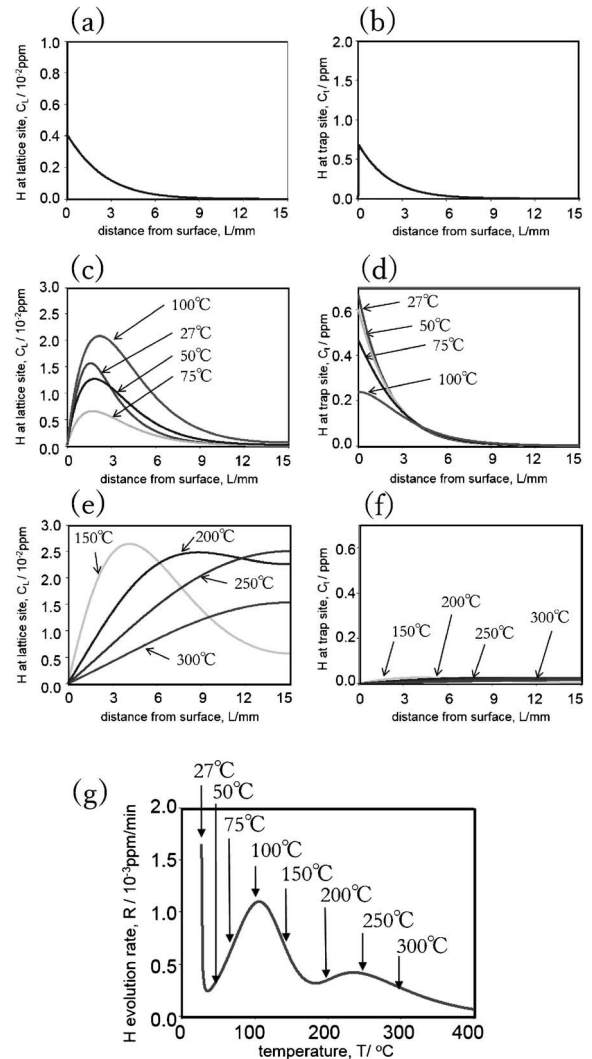 (a)
1.0
0.8
0.6
0.4
0.2
0.0
H at lattice site, C_L / 10⁻²ppm
0 3 6 9 12 15
distance from surface, L/mm
(b)
2.0
1.5
1.0
0.5
0.0
H at trap site, C_t / ppm
0 3 6 9 12 15
distance from surface, L/mm
(c)
3.0
2.5
2.0
1.5
1.0
0.5
0
H at lattice site, C_L / 10⁻²ppm
100℃
27℃
50℃
75℃
0 3 6 9 12 15
distance from surface, L/mm
(d)
0.6
0.4
0.2
0.0
H at trap site, C_t / ppm
27℃
50℃
75℃
100℃
0 3 6 9 12 15
distance from surface, L/mm
(e)
3.0
2.5
2.0
1.5
1.0
0.5
0.0
H at lattice site, C_L / 10⁻²ppm
150℃
200℃
250℃
300℃
0 3 6 9 12 15
distance from surface, L/mm
(f)
0.6
0.4
0.2
0.0
H at trap site, C_t / ppm
150℃
200℃
250℃
300℃
0 3 6 9 12 15
distance from surface, L/mm
(g)
2.0
1.5
1.0
0.5
0.0
H evolution rate, R / 10⁻³ppm/min
27℃
50℃
75℃
100℃
150℃
200℃
250℃
300℃
0 100 200 300 400
temperature, T/ ºC